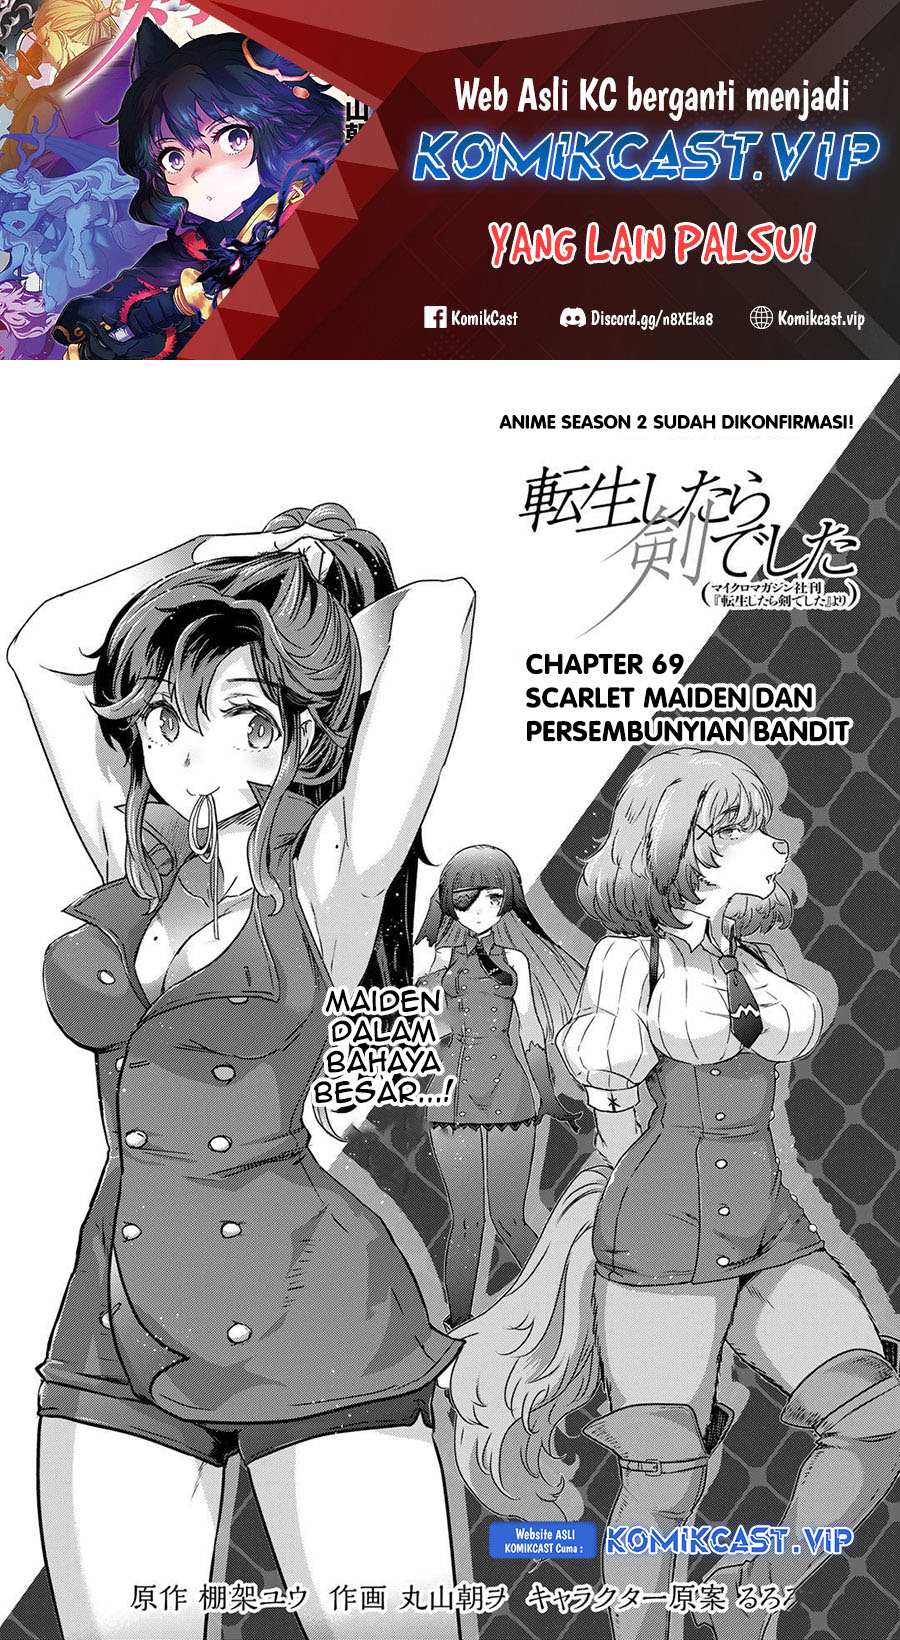 Web Asli KC berganti menjadi
KOMIKCAST.VIP
YANG LAIN PALSU!
KomikCast
Discord.gg/n8XEka8
Komikcast.vip
ANIME SEASON 2 SUDAH DIKONFIRMASI!
転生したら
剣でした
(マイクロマガジン社刊
『転生したら剣でした』より)
CHAPTER 69
SCARLET MAIDEN DAN
PERSEMBUNYIAN BANDIT
MAIDEN
DALAM
BAHAYA
BESAR...!
Website ASLI
KOMIKCAST Cuma :
KOMIKCAST.VIP
原作 棚架ユウ 作画 丸山朝ヲ キャラクター原案 るろ